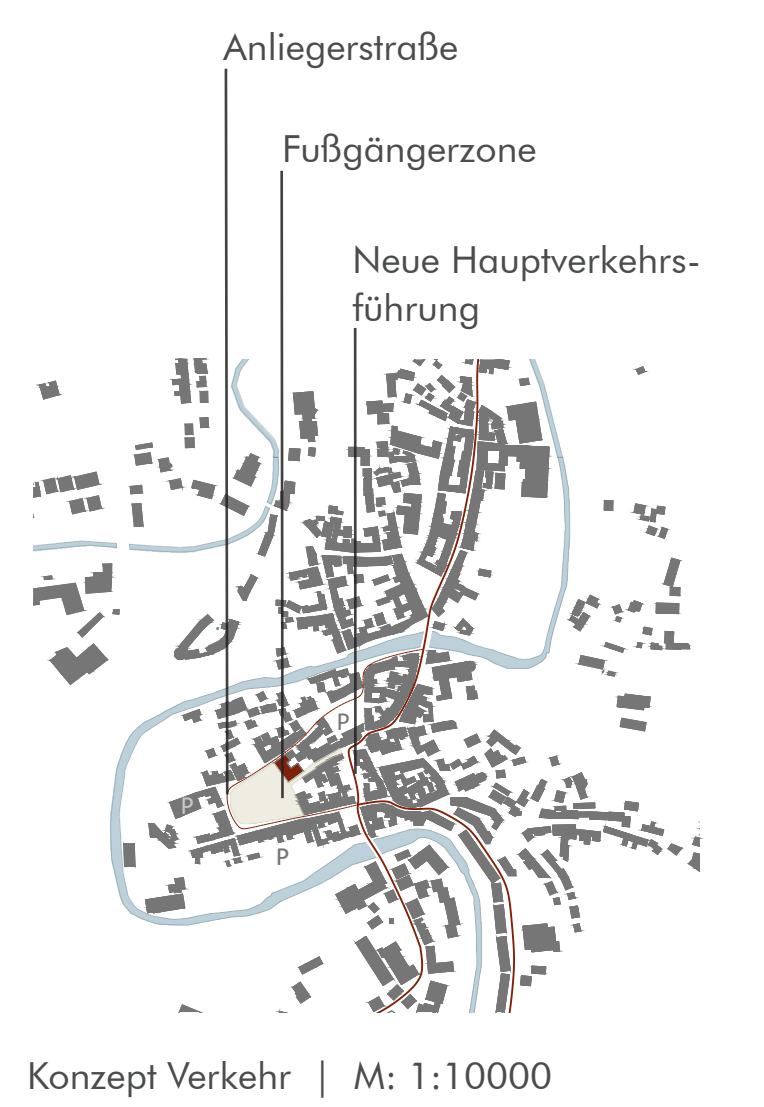 Anliegerstraße
Fußgängerzone
Neue Hauptverkehrs-
führung
P
P
P
Konzept Verkehr | M: 1:10000